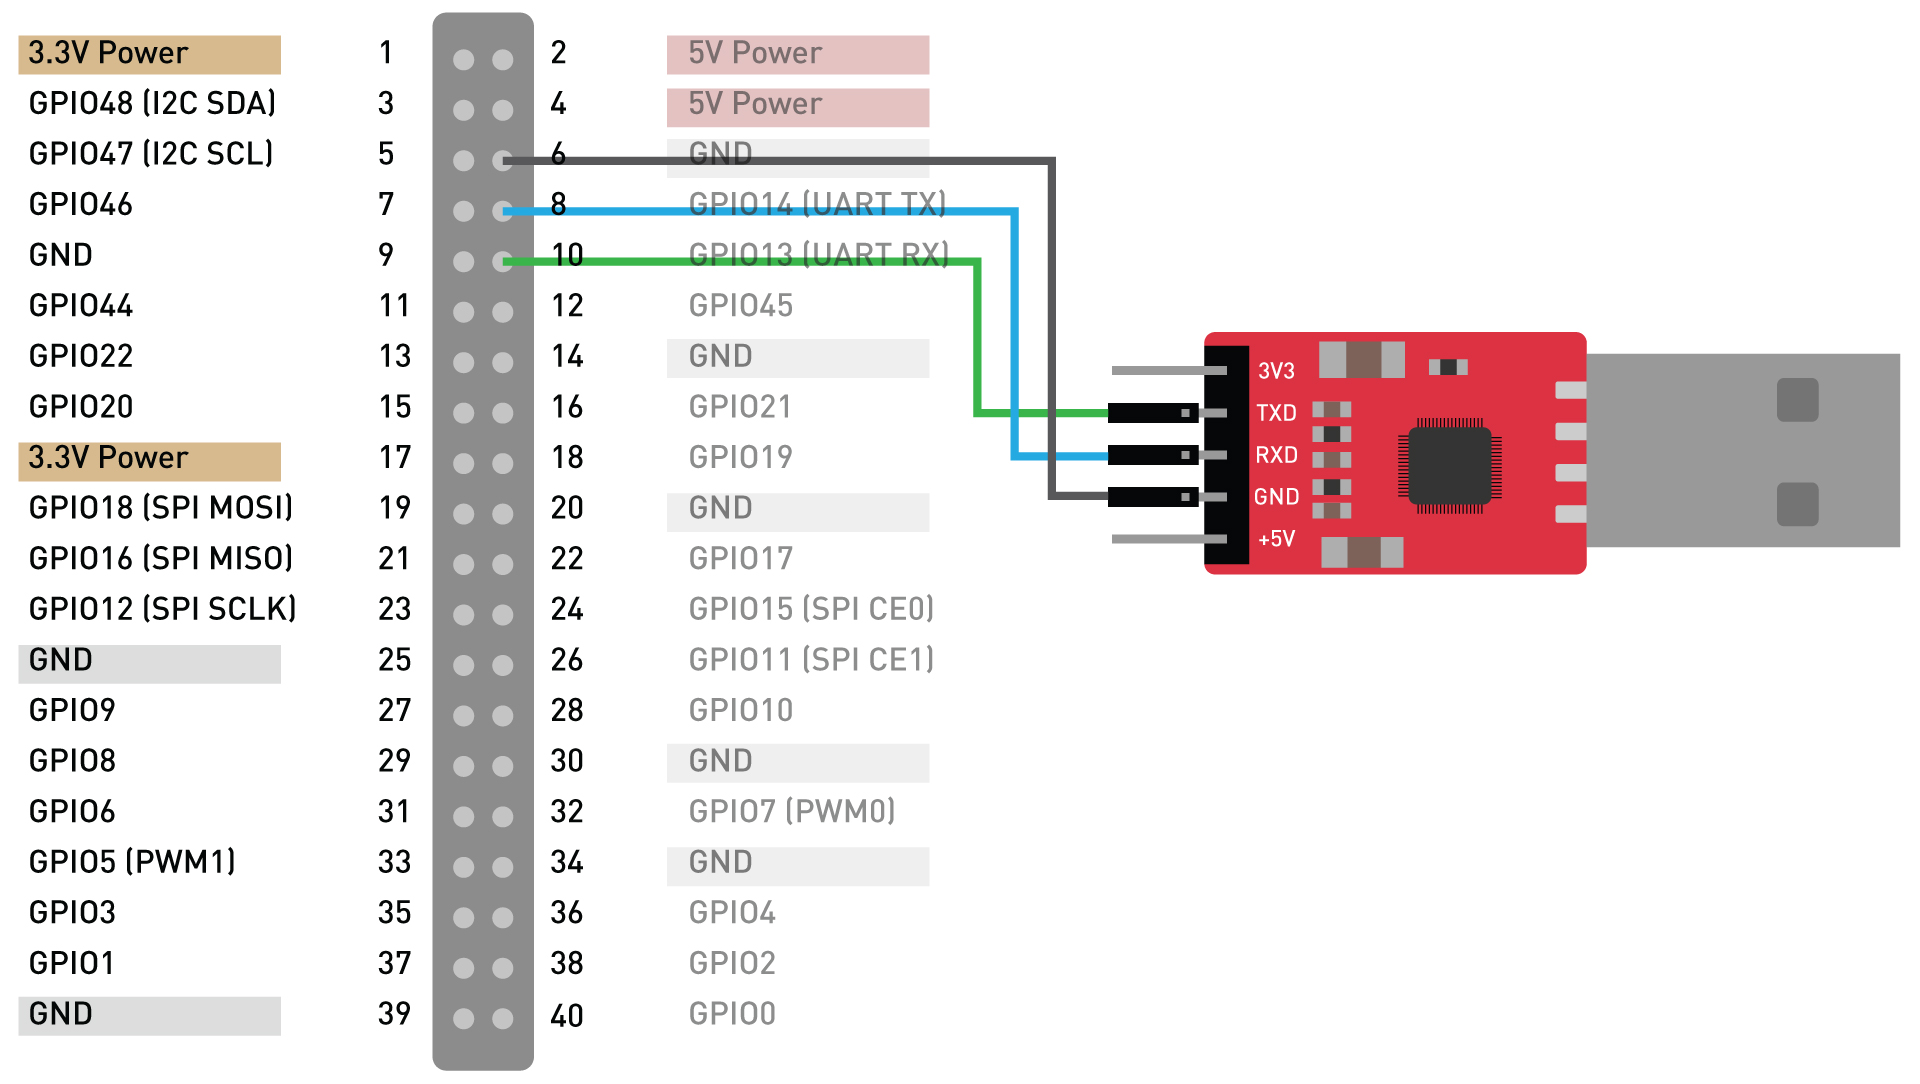 3.3V Power 1 2 5V Power
GPIO48 (I2C SDA) 3 4 5V Power
GPIO47 (I2C SCL) 5 6 GND
GPIO46 7 8 GPIO14 (UART TX)
GND 9 10 GPIO13 (UART RX)
GPIO44 11 12 GPIO45
GPIO22 13 14 GND
GPIO20 15 16 GPIO21
3.3V Power 17 18 GPIO19
GPIO18 (SPI MOSI) 19 20 GND
GPIO16 (SPI MISO) 21 22 GPIO17
GPIO12 (SPI SCLK) 23 24 GPIO15 (SPI CE0)
GND 25 26 GPIO11 (SPI CE1)
GPIO9 27 28 GPIO10
GPIO8 29 30 GND
GPIO6 31 32 GPIO7 (PWM0)
GPIO5 (PWM1) 33 34 GND
GPIO3 35 36 GPIO4
GPIO1 37 38 GPIO2
GND 39 40 GPIO0
3V3
TXD
RXD
GND
+5V